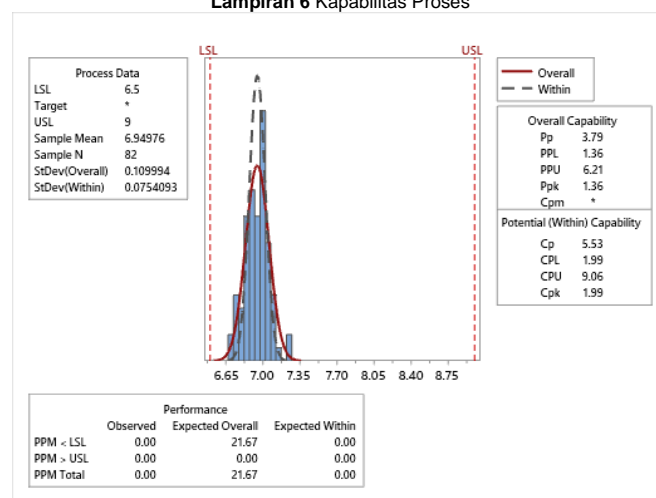 Lampiran 6 Kapabilitas Proses
LSL USL
Process Data
LSL 6.5
Target *
USL 9
Sample Mean 6.94976
Sample N 82
StDev(Overall) 0.109994
StDev(Within) 0.0754093
Overall
Within
Overall Capability
Pp 3.79
PPL 1.36
PPU 6.21
Ppk 1.36
Cpm *
Potential (Within) Capability
Cp 5.53
CPL 1.99
CPU 9.06
Cpk 1.99
6.65 7.00 7.35 7.70 8.05 8.40 8.75
Performance
Observed Expected Overall Expected Within
PPM < LSL 0.00 21.67 0.00
PPM > USL 0.00 0.00 0.00
PPM Total 0.00 21.67 0.00